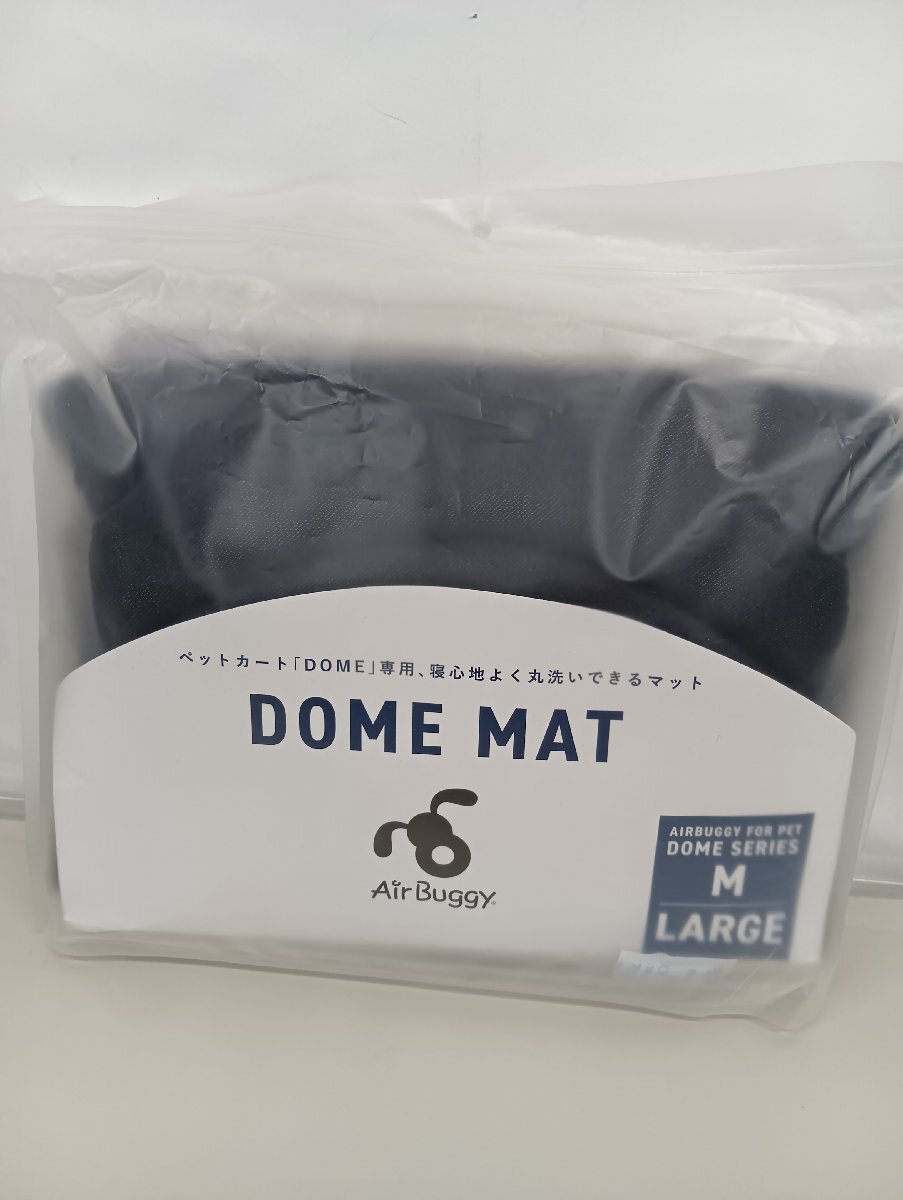 ペットカート「DOME」専用、寝心地よく丸洗いできるマット
DOME MAT
AirBuggy
AIRBUGGY FOR PET
DOME SERIES
M
LARGE